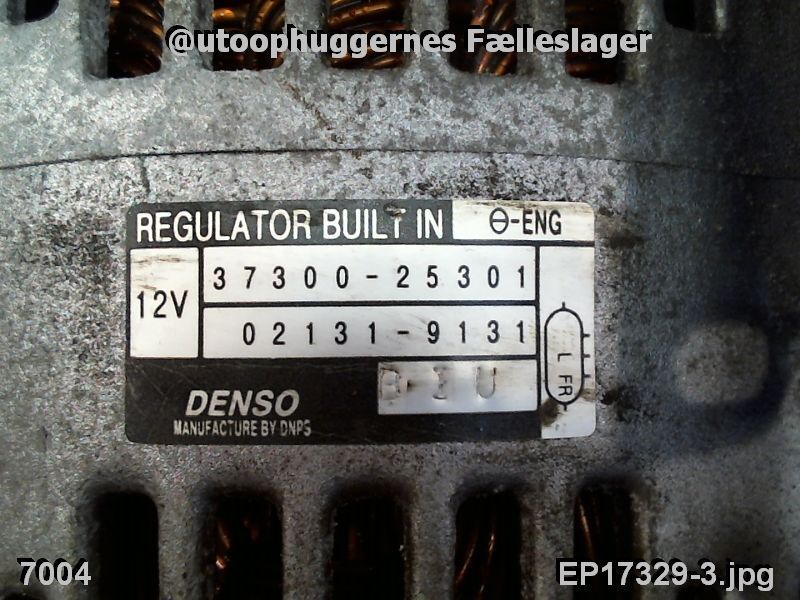 @utoophuggernes Fælleslager
REGULATOR BUILT IN
⊖-ENG
12V
37300-25301
02131-9131
L FR
DENSO
MANUFACTURE BY DNPS
7004
EP17329-3.jpg